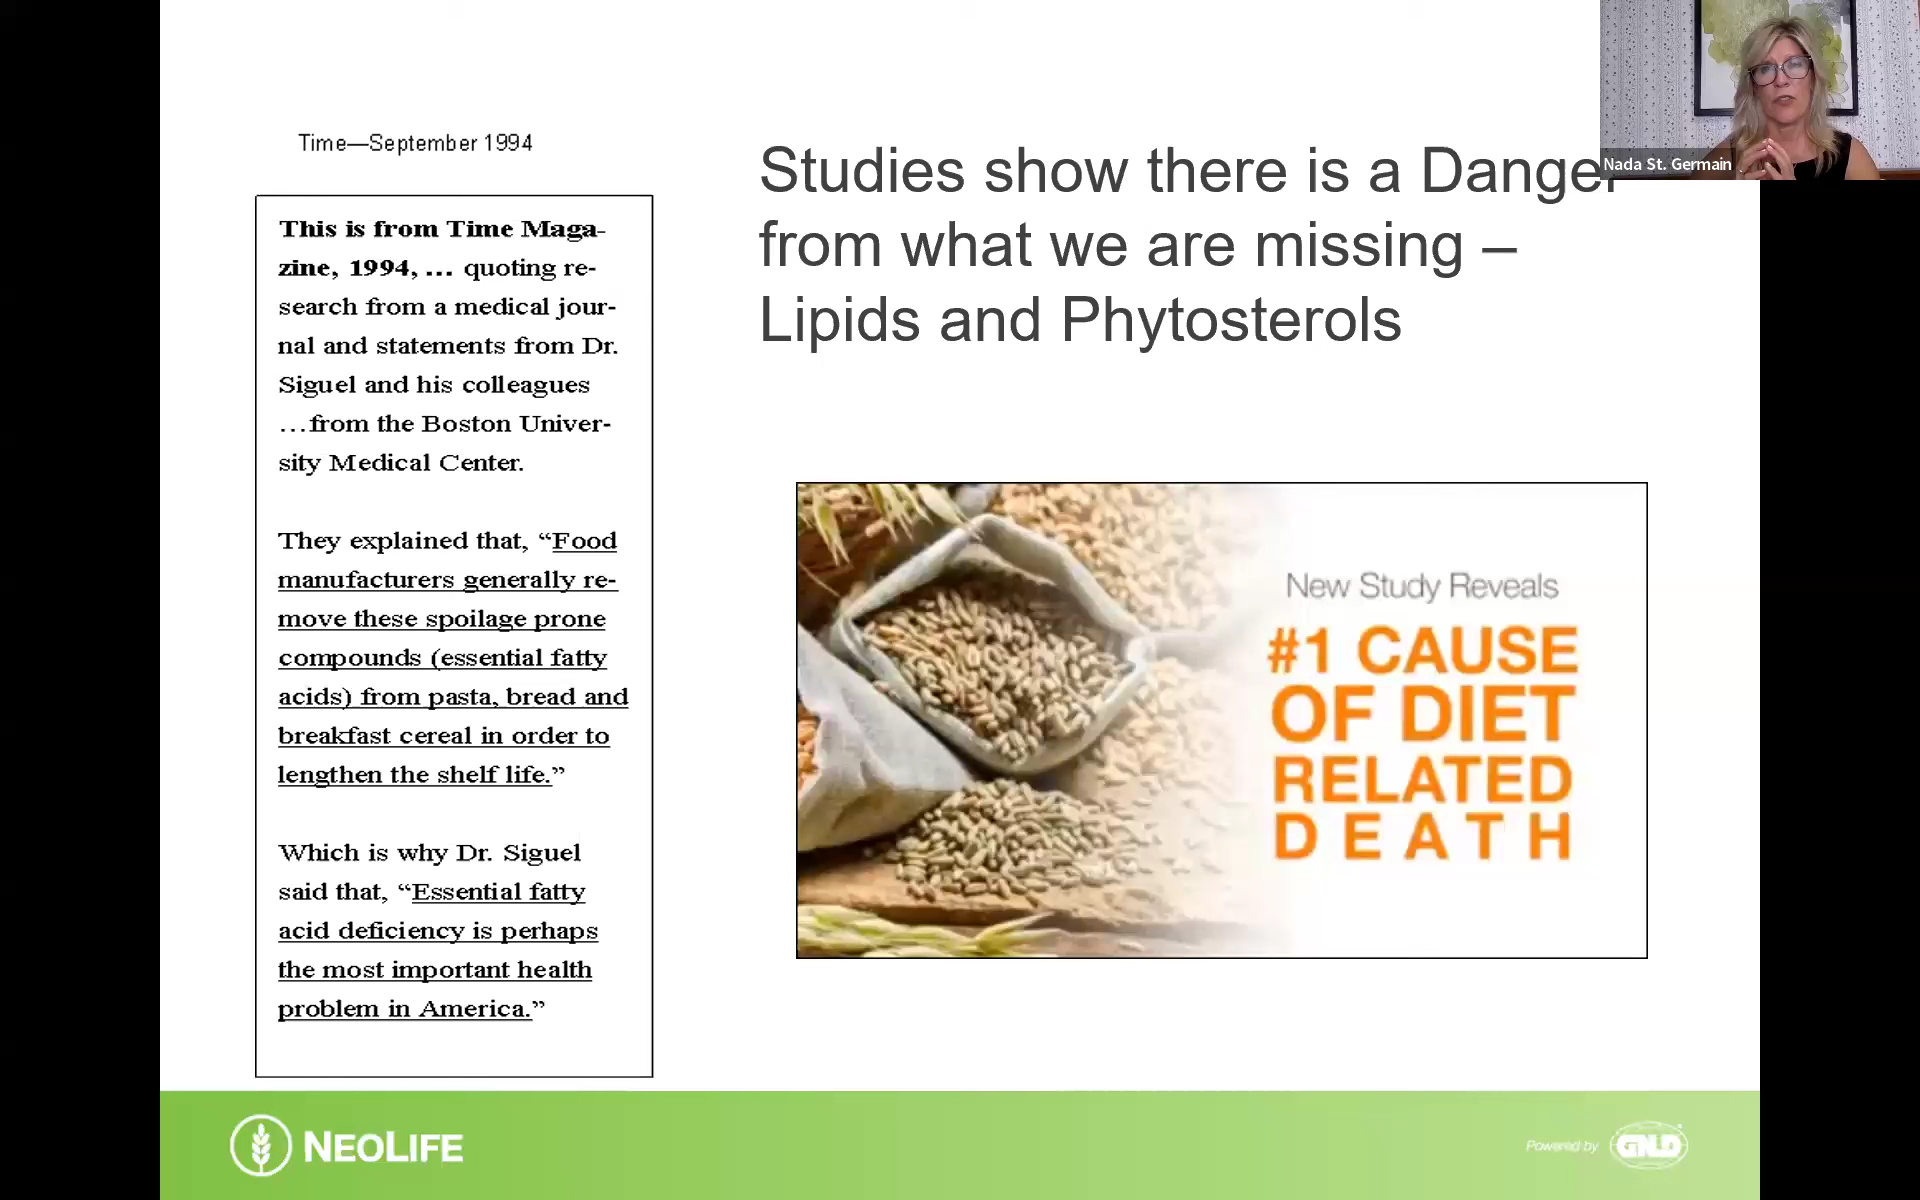 Nada St. Germain
Time—September 1994
This is from Time Maga-
zine, 1994, ... quoting re-
search from a medical jour-
nal and statements from Dr.
Siguel and his colleagues
...from the Boston Univer-
sity Medical Center.
They explained that, “Food
manufacturers generally re-
move these spoilage prone
compounds (essential fatty
acids) from pasta, bread and
breakfast cereal in order to
lengthen the shelf life.”
Which is why Dr. Siguel
said that, “Essential fatty
acid deficiency is perhaps
the most important health
problem in America.”
Studies show there is a Danger
from what we are missing –
Lipids and Phytosterols
New Study Reveals
#1 CAUSE
OF DIET
RELATED
DEATH
NEOLIFE
Powered by GNLD